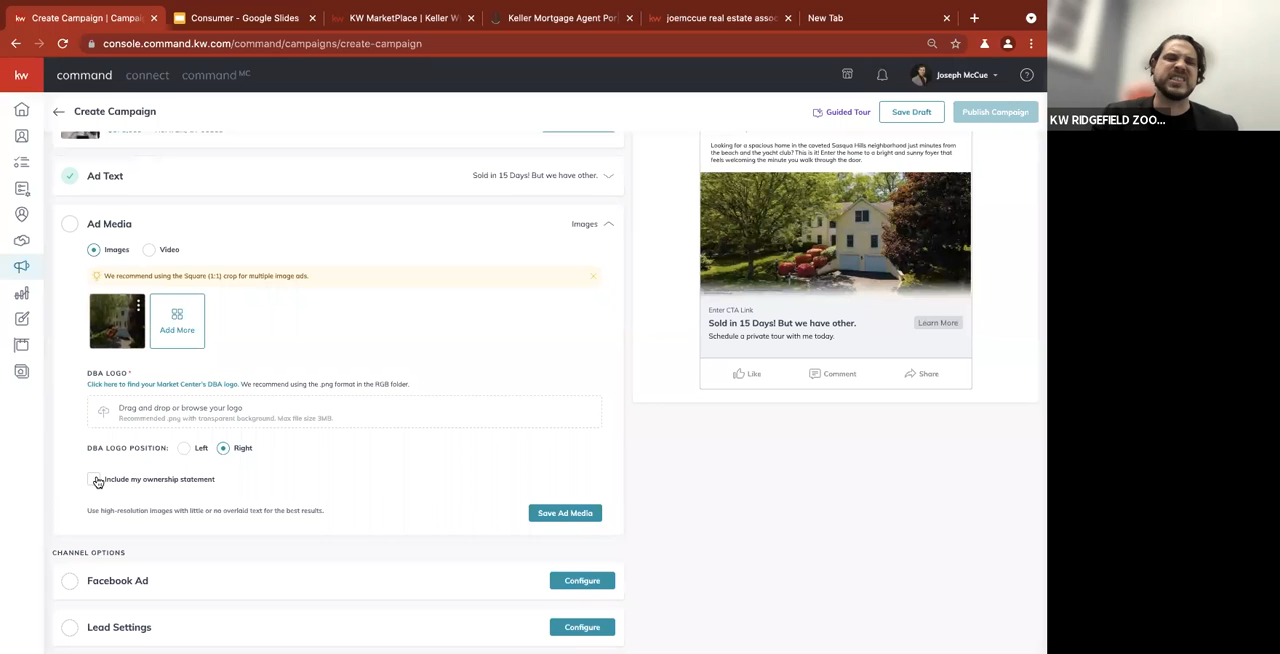 Create Campaign | Campai
Consumer - Google Slides
KW MarketPlace | Keller W
Keller Mortgage Agent Por
joemccue real estate assoc
New Tab
console.command.kw.com/command/campaigns/create-campaign
kw
command
connect
command MC
Joseph McCue
Create Campaign
Guided Tour
Save Draft
Publish Campaign
KW RIDGEFIELD ZOO...
Looking for a spacious home in the coveted Sasqua Hills neighborhood just minutes from
the beach and the yacht club? This is it! Enter the home to a bright and sunny foyer that
feels welcoming the minute you walk through the door.
Ad Text
Sold in 15 Days! But we have other.
Ad Media
Images
Images
Video
We recommend using the Square (1:1) crop for multiple image ads.
Add More
Enter CTA Link
Sold in 15 Days! But we have other.
Learn More
Schedule a private tour with me today.
Like
Comment
Share
DBA LOGO*
Click here to find your Market Center's DBA logo. We recommend using the .png format in the RGB folder.
Drag and drop or browse your logo
Recommended .png with transparent background. Max file size 3MB.
DBA LOGO POSITION:
Left
Right
Include my ownership statement
Use high-resolution images with little or no overlaid text for the best results.
Save Ad Media
CHANNEL OPTIONS
Facebook Ad
Configure
Lead Settings
Configure